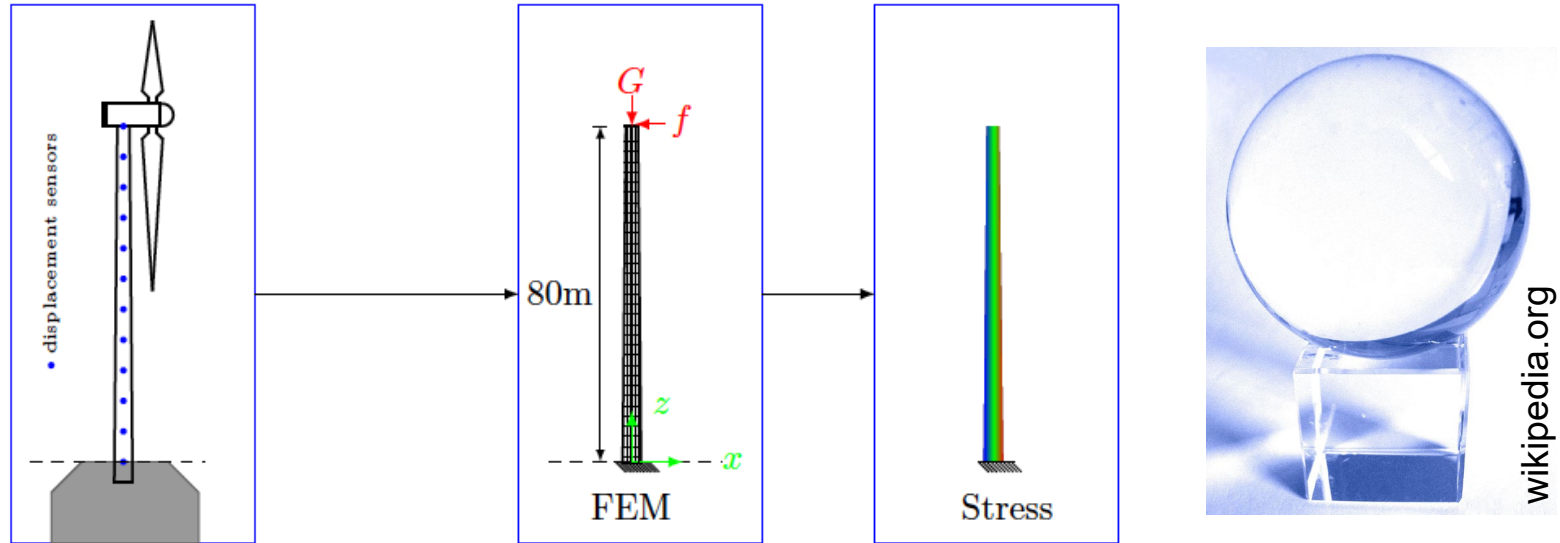 • displacement sensors
G
f
80m
z
x
FEM
Stress
wikipedia.org